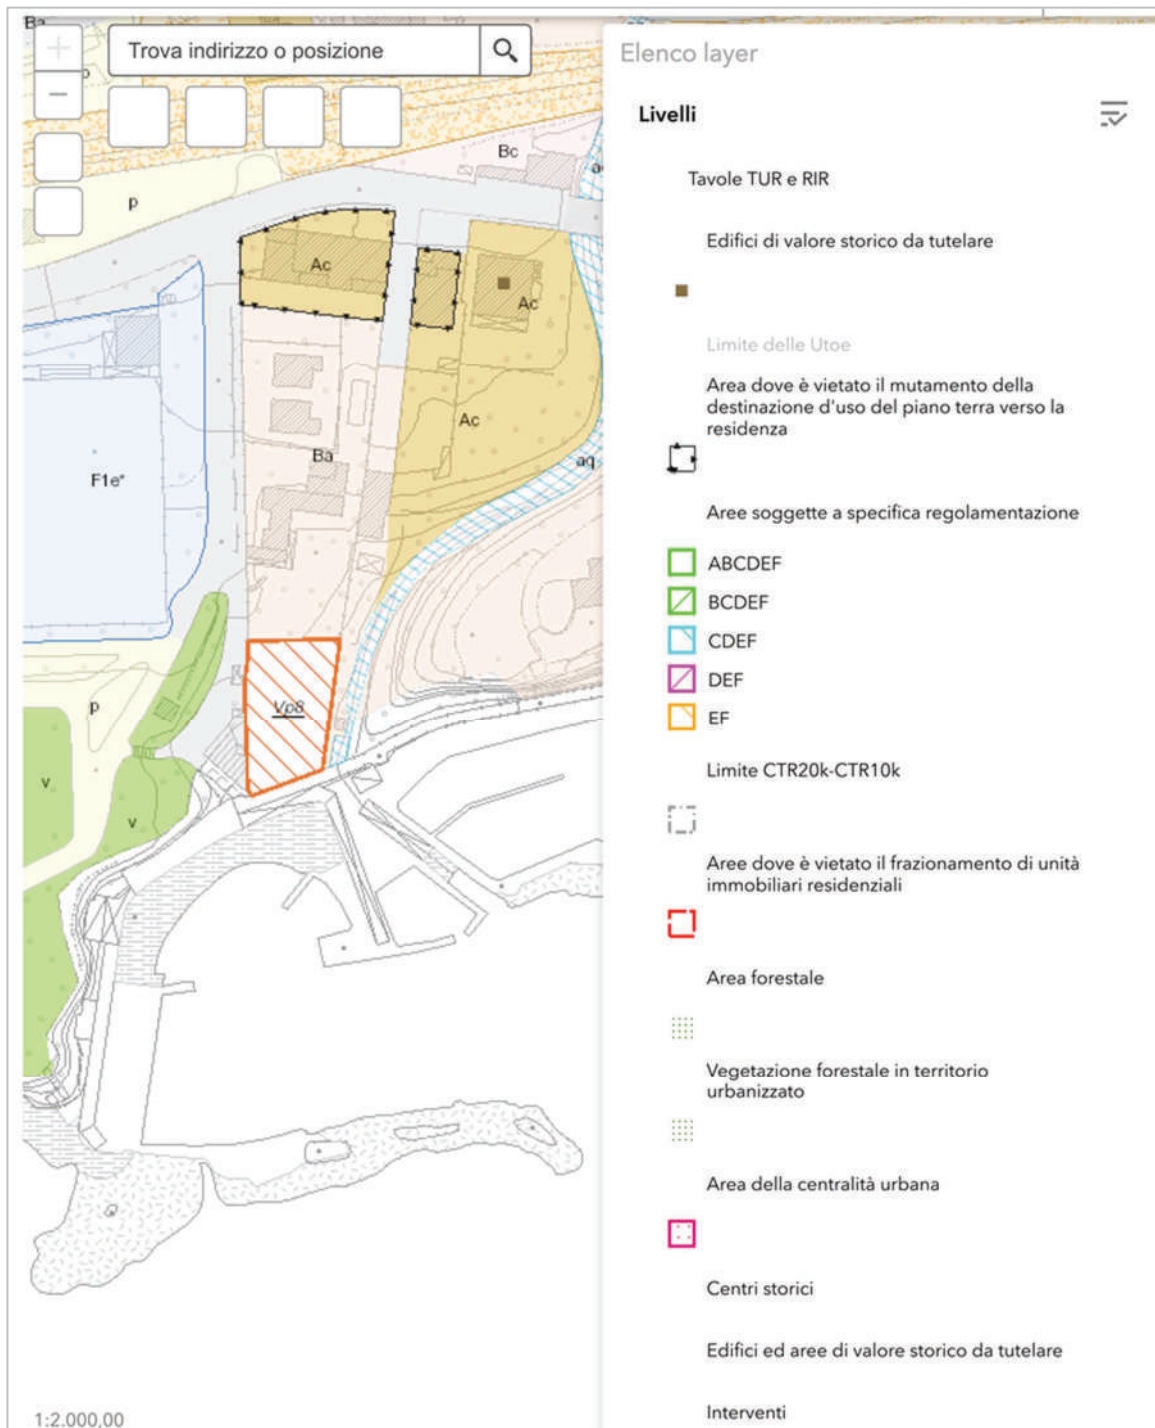 Ba
Trova indirizzo o posizione
p
Bc
p
Ac
Ac
Ac
Ba
aq
F1e*
p
Vp8
v
v
1:2.000,00
Elenco layer
Livelli
Tavole TUR e RIR
Edifici di valore storico da tutelare
Limite delle Utoe
Area dove è vietato il mutamento della
destinazione d'uso del piano terra verso la
residenza
Aree soggette a specifica regolamentazione
ABCDEF
BCDEF
CDEF
DEF
EF
Limite CTR20k-CTR10k
Aree dove è vietato il frazionamento di unità
immobiliari residenziali
Area forestale
Vegetazione forestale in territorio
urbanizzato
Area della centralità urbana
Centri storici
Edifici ed aree di valore storico da tutelare
Interventi